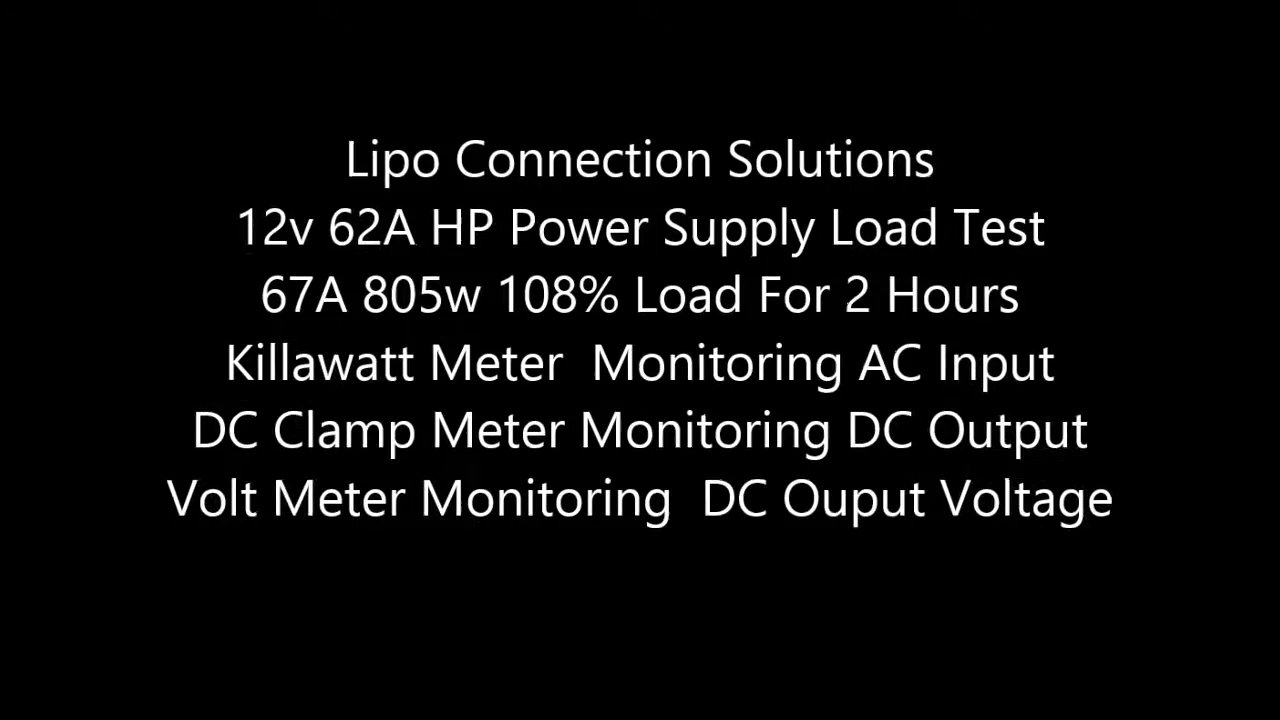 Lipo Connection Solutions
12v 62A HP Power Supply Load Test
67A 805w 108% Load For 2 Hours
Killawatt Meter  Monitoring AC Input
DC Clamp Meter Monitoring DC Output
Volt Meter Monitoring  DC Ouput Voltage